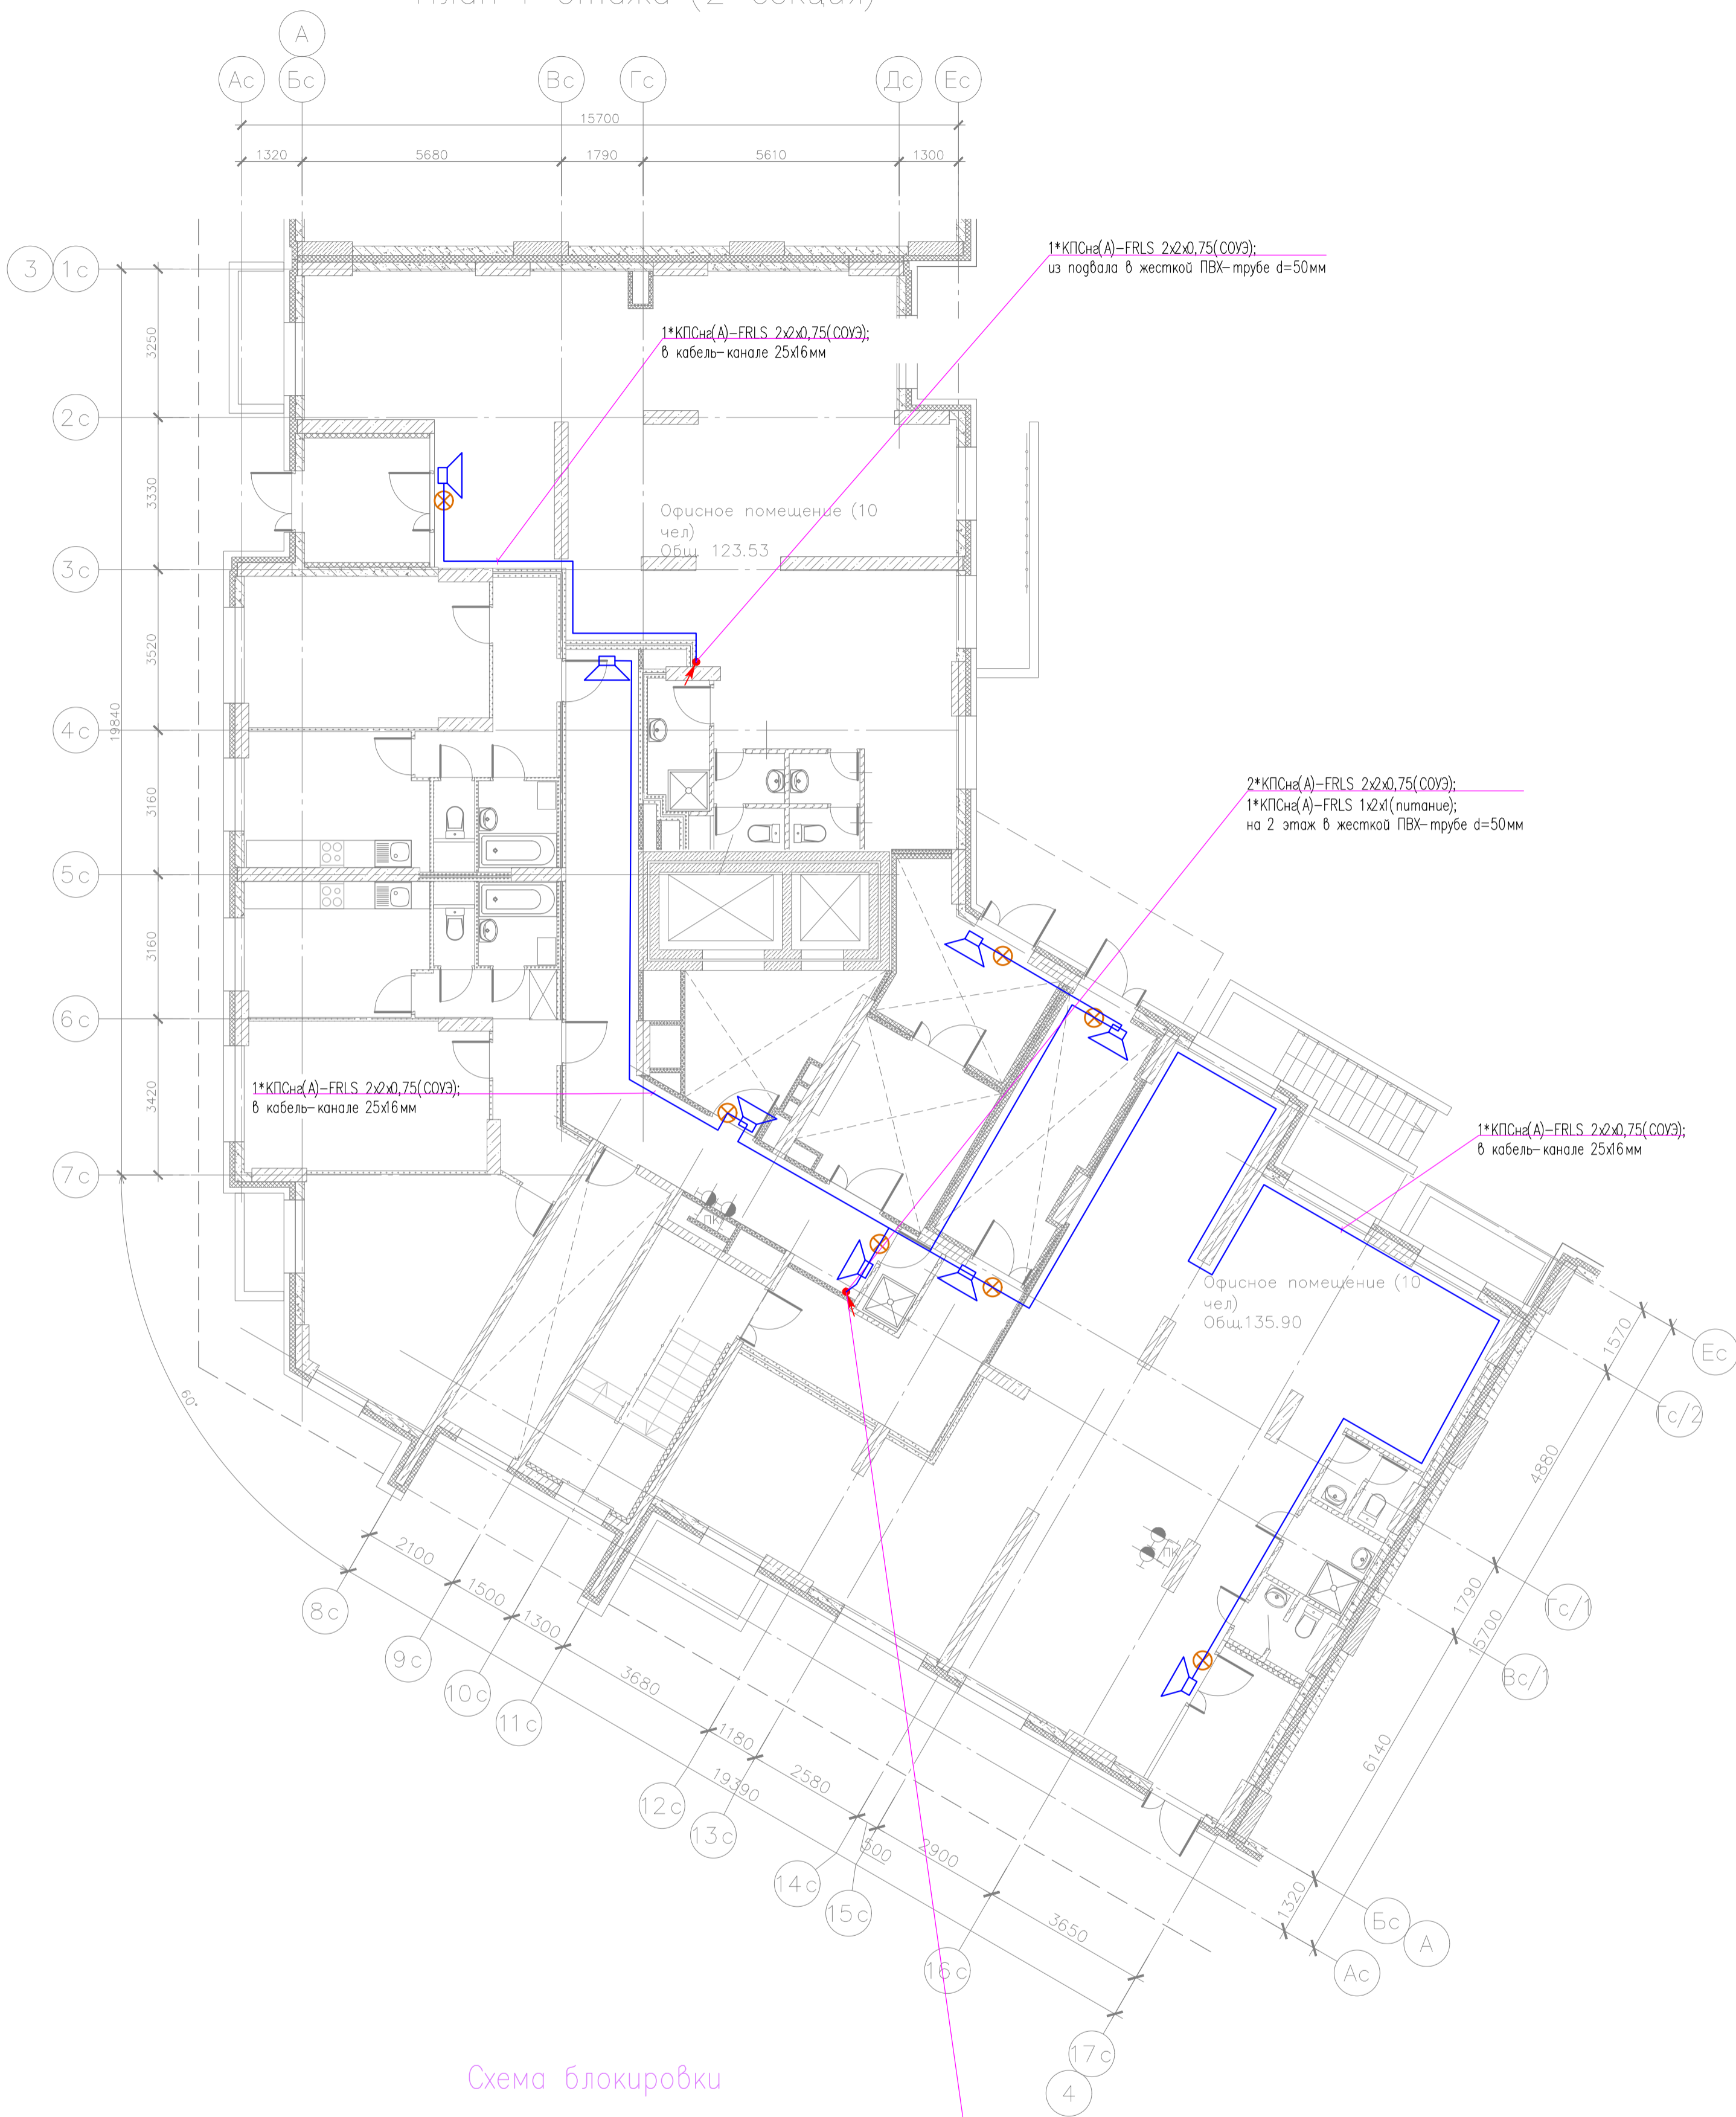 План 1 этажа (2 секция)
А
Ас
Бс
Вс
Гс
Дс
Ес
15700
1320
5680
1790
5610
1300
3
1с
1*КПСнг(А)-FRLS 2х2х0,75(СОУЭ);
из подвала в жесткой ПВХ-трубе d=50мм
1*КПСнг(А)-FRLS 2х2х0,75(СОУЭ);
в кабель-канале 25х16мм
3250
2с
3330
Офисное помещение (10
чел)
Общ. 123.53
3с
3520
19840
4с
2*КПСнг(А)-FRLS 2х2х0,75(СОУЭ);
1*КПСнг(А)-FRLS 1х2х1(питание);
на 2 этаж в жесткой ПВХ-трубе d=50мм
3160
5с
3160
6с
1*КПСнг(А)-FRLS 2х2х0,75(СОУЭ);
в кабель-канале 25х16мм
3420
1*КПСнг(А)-FRLS 2х2х0,75(СОУЭ);
в кабель-канале 25х16мм
7с
ПК
Офисное помещение (10
чел)
Общ.135.90
60°
1570
Ес
Гс/2
4880
ПК
2100
1500
1300
3680
1180
2580
19390
500
2900
3650
1790
15700
6140
1320
Гс/1
Вс/1
8с
9с
10с
11с
12с
13с
14с
15с
16с
17с
4
Бс
А
Ас
Схема блокировки